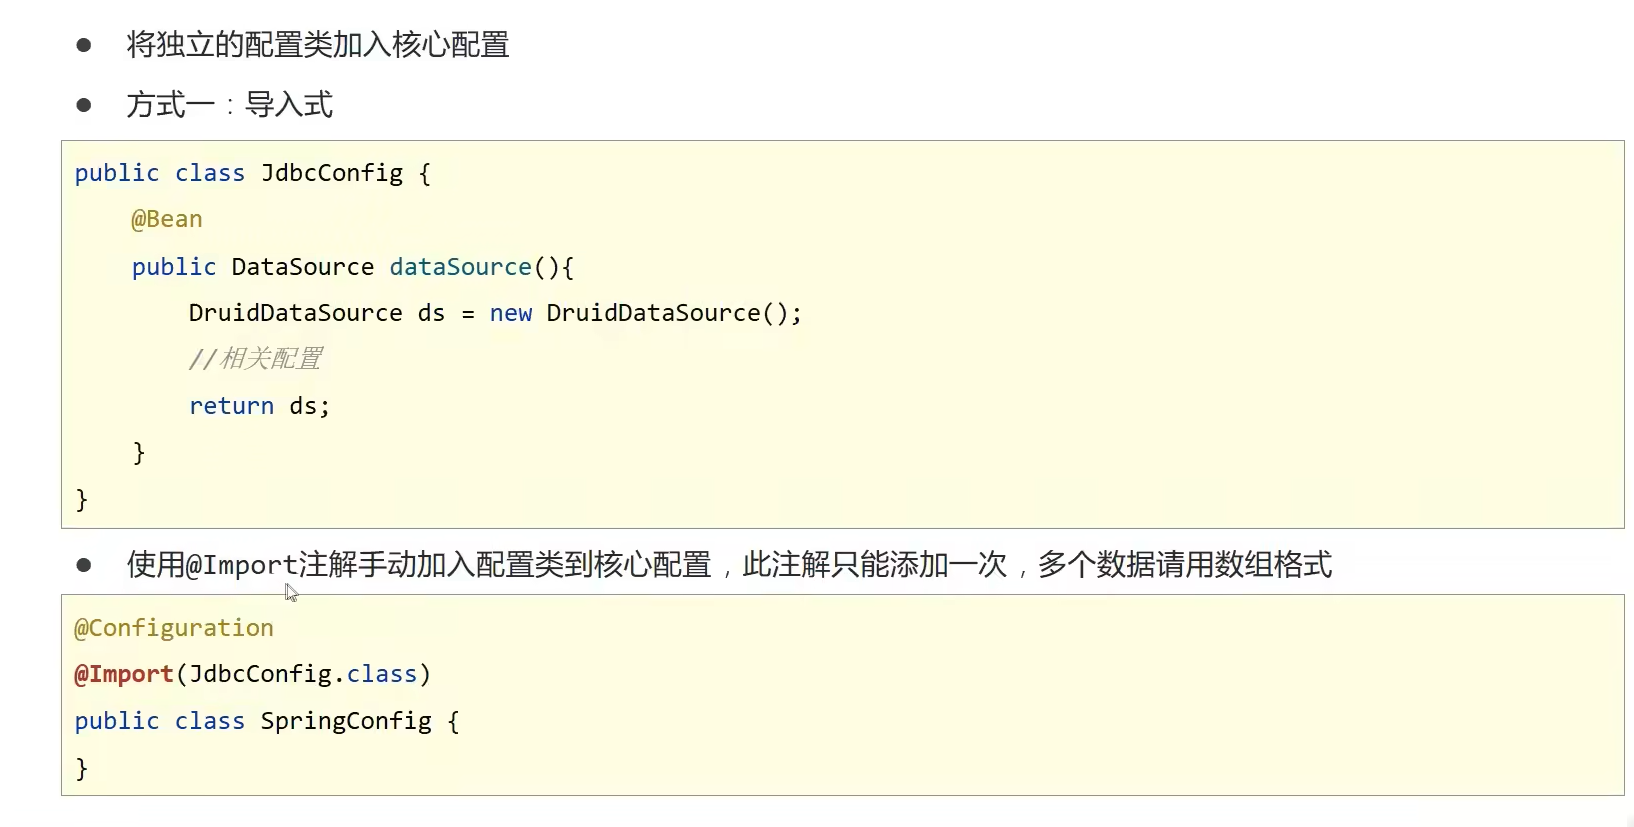 ● 将独立的配置类加入核心配置
● 方式一：导入式
public class JdbcConfig {
    @Bean
    public DataSource dataSource(){
        DruidDataSource ds = new DruidDataSource();
        //相关配置
        return ds;
    }
}
● 使用@Import注解手动加入配置类到核心配置，此注解只能添加一次，多个数据请用数组格式
@Configuration
@Import(JdbcConfig.class)
public class SpringConfig {
}